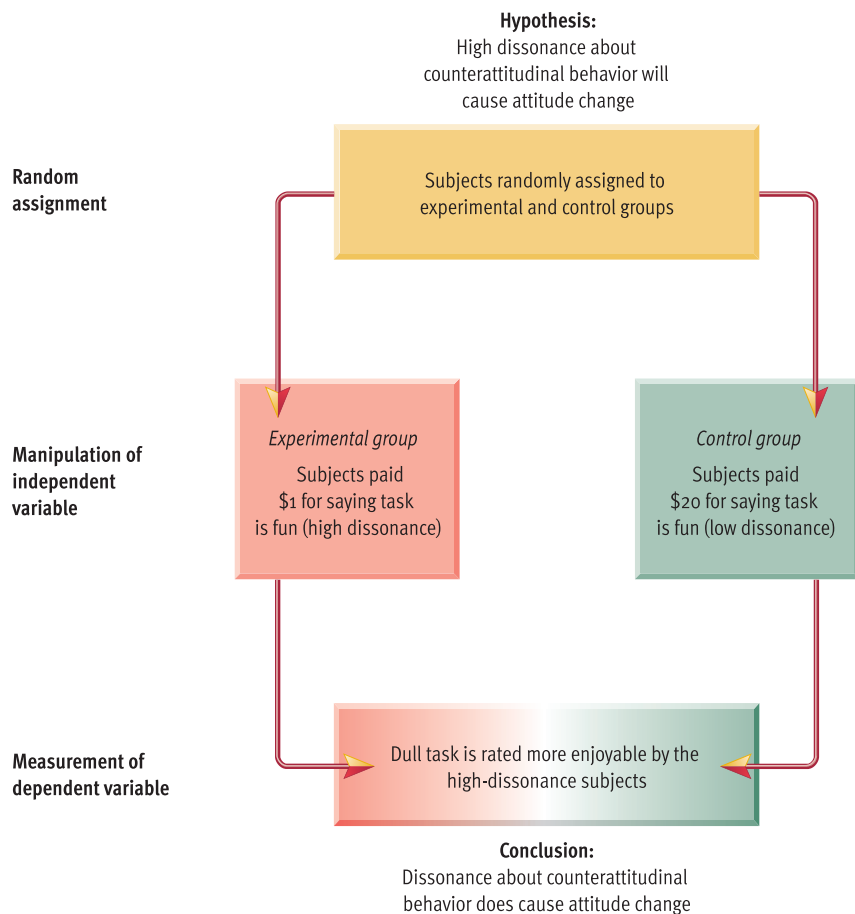 Hypothesis:
High dissonance about
counterattitudinal behavior will
cause attitude change
Random
assignment
Subjects randomly assigned to
experimental and control groups
Manipulation of
independent
variable
Experimental group
Subjects paid
$1 for saying task
is fun (high dissonance)
Control group
Subjects paid
$20 for saying task
is fun (low dissonance)
Measurement of
dependent variable
Dull task is rated more enjoyable by the
high-dissonance subjects
Conclusion:
Dissonance about counterattitudinal
behavior does cause attitude change